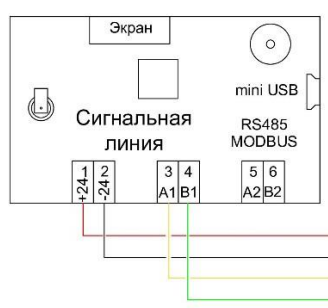 Экран
mini USB
Сигнальная
линия
RS485
MODBUS
1 2 3 4 5 6
+24 -24 A1 B1 A2 B2